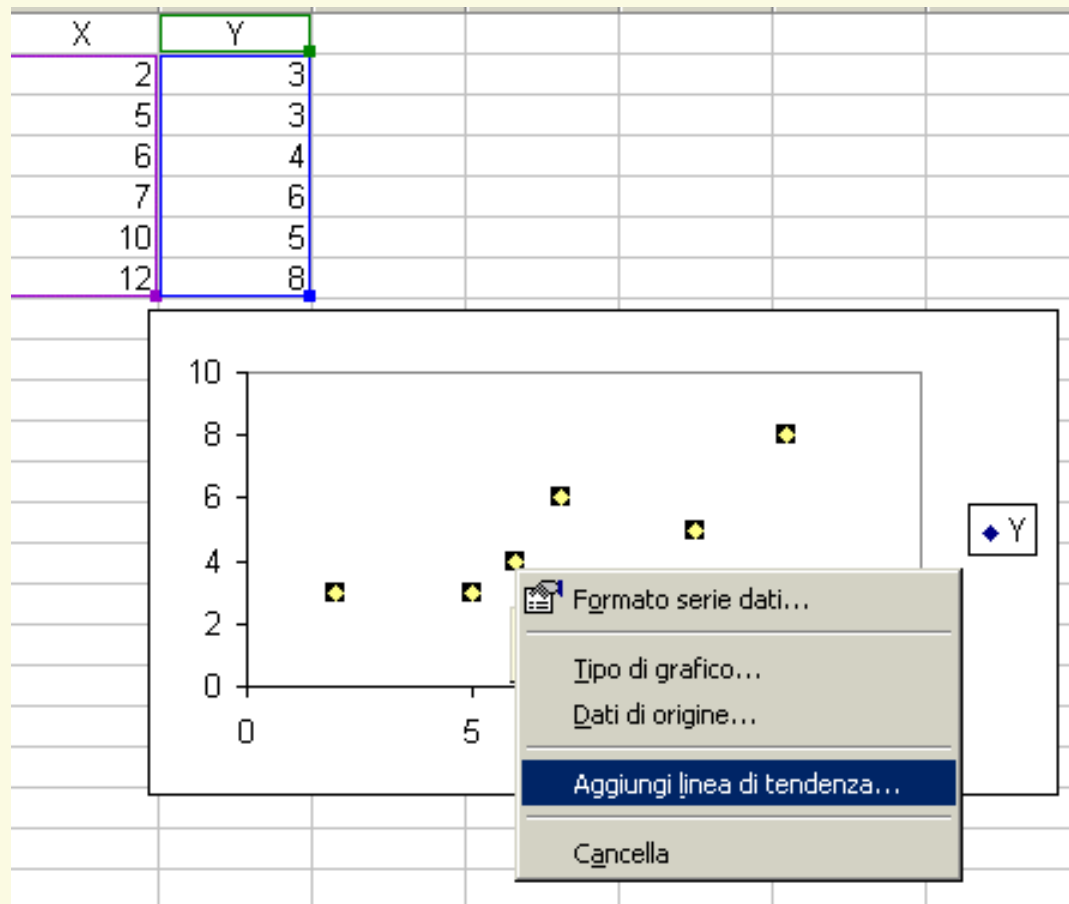 X Y
2 3
5 3
6 4
7 6
10 5
12 8
10
8
6
4
2
0
0 5
Y
Formato serie dati...
Tipo di grafico...
Dati di origine...
Aggiungi linea di tendenza...
Cancella